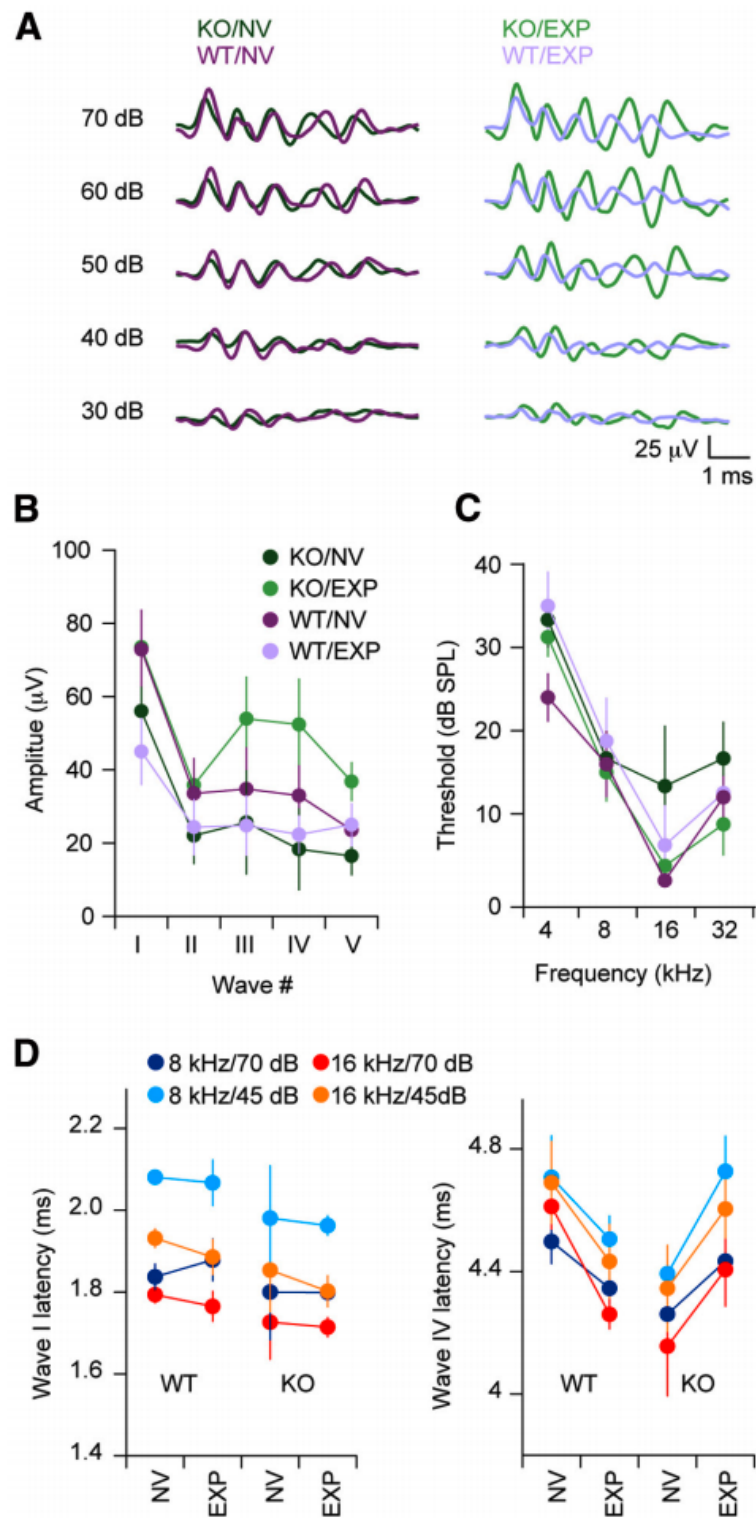 A
KO/NV
WT/NV
KO/EXP
WT/EXP
70 dB
60 dB
50 dB
40 dB
30 dB
25 µV
1 ms
B
KO/NV
KO/EXP
WT/NV
WT/EXP
100
80
60
40
20
0
Amplitue (µV)
I II III IV V
Wave #
C
40
30
20
10
0
Threshold (dB SPL)
4 8 16 32
Frequency (kHz)
D
8 kHz/70 dB 16 kHz/70 dB
8 kHz/45 dB 16 kHz/45dB
2.2
2.0
1.8
1.6
1.4
Wave I latency (ms)
WT KO
NV EXP NV EXP
4.8
4.4
4
Wave IV latency (ms)
WT KO
NV EXP NV EXP